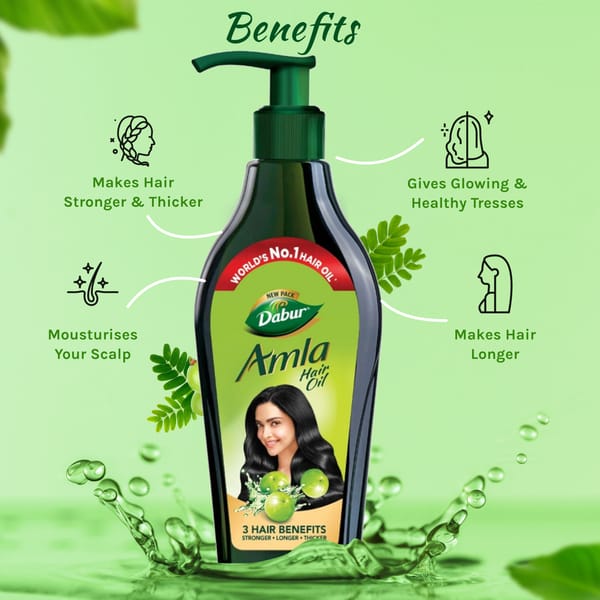 Benefits
Makes Hair
Stronger & Thicker
Gives Glowing &
Healthy Tresses
Mousturises
Your Scalp
Makes Hair
Longer
WORLD'S No.1 HAIR OIL*
NEW PACK
Dabur
Amla
Hair
Oil
3 HAIR BENEFITS
STRONGER • LONGER • THICKER